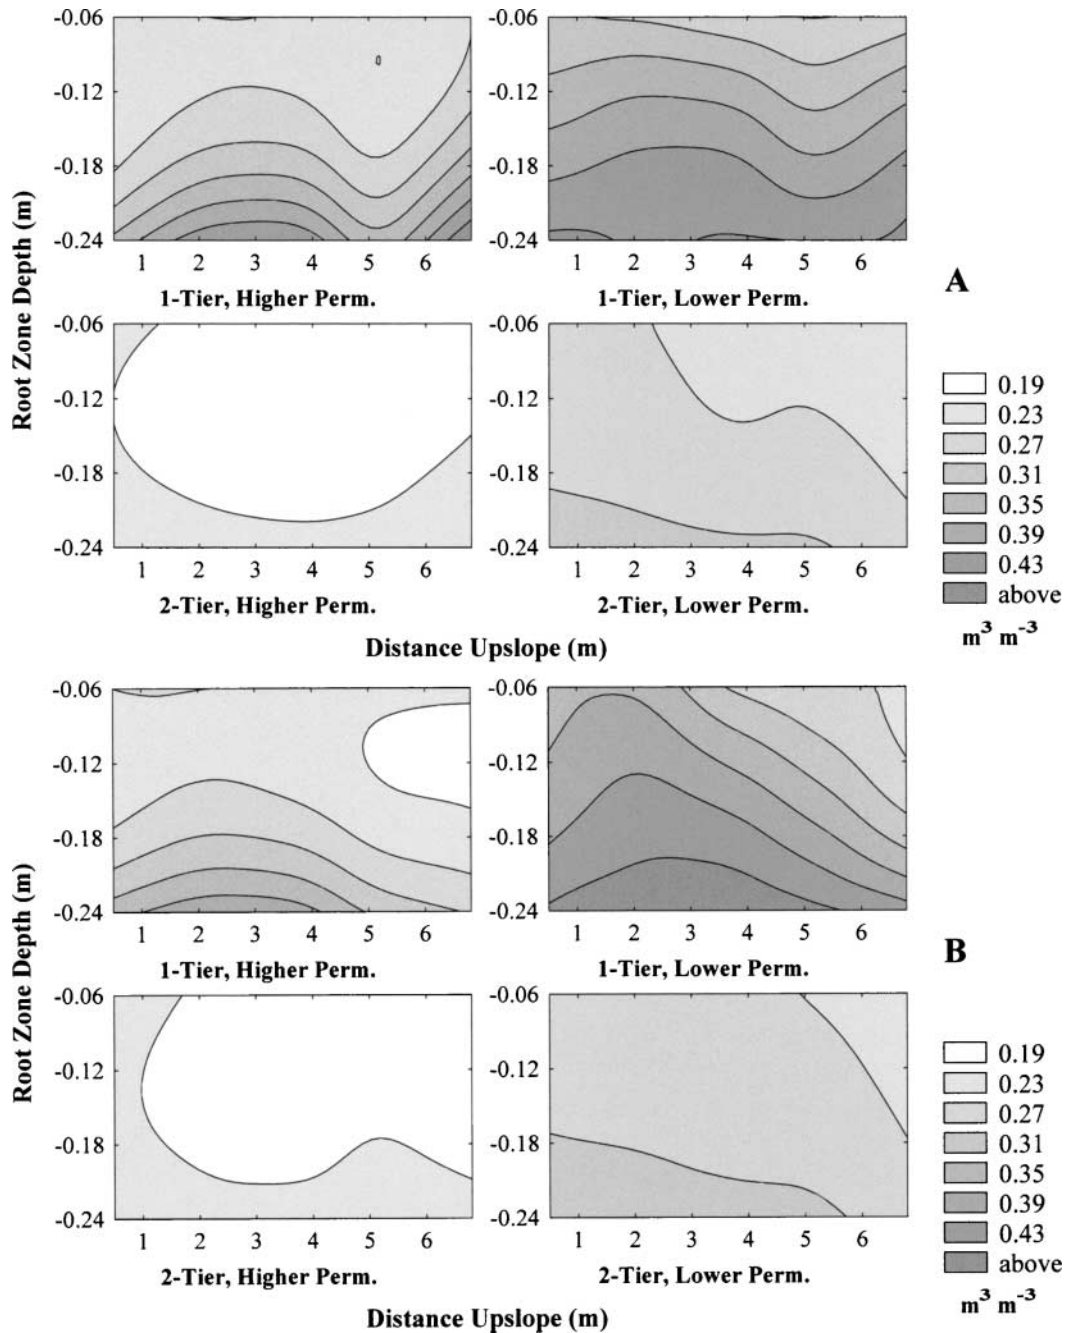 -0.06
-0.12
-0.18
-0.24
1 2 3 4 5 6
1-Tier, Higher Perm.
-0.06
-0.12
-0.18
-0.24
1 2 3 4 5 6
1-Tier, Lower Perm.
A
Root Zone Depth (m)
-0.06
-0.12
-0.18
-0.24
1 2 3 4 5 6
2-Tier, Higher Perm.
-0.06
-0.12
-0.18
-0.24
1 2 3 4 5 6
2-Tier, Lower Perm.
0.19
0.23
0.27
0.31
0.35
0.39
0.43
above
m³ m⁻³
Distance Upslope (m)
-0.06
-0.12
-0.18
-0.24
1 2 3 4 5 6
1-Tier, Higher Perm.
-0.06
-0.12
-0.18
-0.24
1 2 3 4 5 6
1-Tier, Lower Perm.
B
Root Zone Depth (m)
-0.06
-0.12
-0.18
-0.24
1 2 3 4 5 6
2-Tier, Higher Perm.
-0.06
-0.12
-0.18
-0.24
1 2 3 4 5 6
2-Tier, Lower Perm.
0.19
0.23
0.27
0.31
0.35
0.39
0.43
above
m³ m⁻³
Distance Upslope (m)